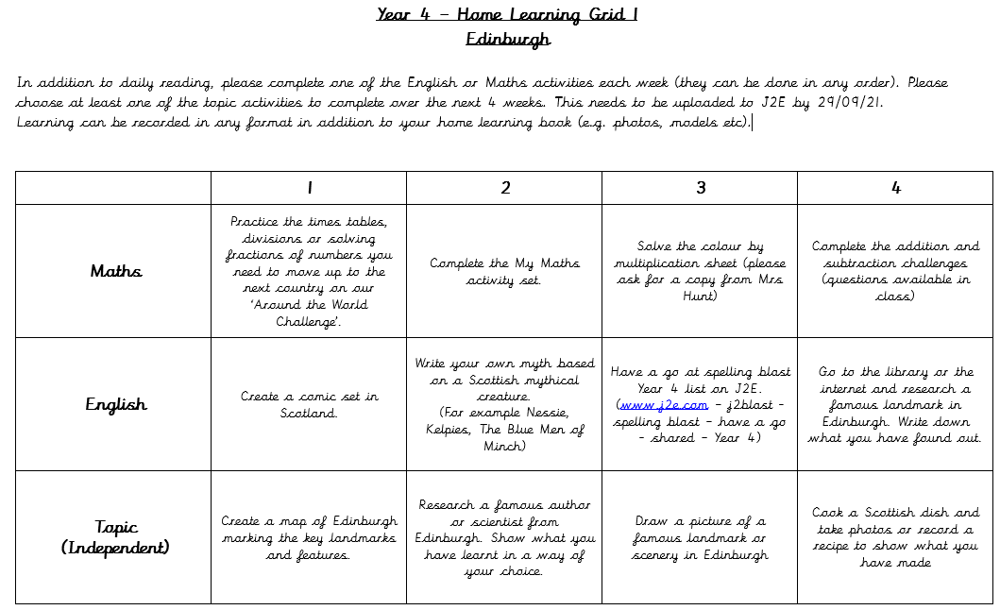 Year 4 – Home Learning Grid 1
Edinburgh
In addition to daily reading, please complete one of the English or Maths activities each week (they can be done in any order). Please
choose at least one of the topic activities to complete over the next 4 weeks. This needs to be uploaded to J2E by 29/09/21.
Learning can be recorded in any format in addition to your home learning book (e.g. photos, models etc).
1
2
3
4
Maths
Practice the times tables,
divisions or solving
fractions of numbers you
need to move up to the
next country on our
'Around the World
Challenge'.
Complete the My Maths
activity set.
Solve the colour by
multiplication sheet (please
ask for a copy from Mrs
Hunt)
Complete the addition and
subtraction challenges
(questions available in
class)
English
Create a comic set in
Scotland.
Write your own myth based
on a Scottish mythical
creature.
(For example Nessie,
Kelpies, The Blue Men of
Minch)
Have a go at spelling blast
Year 4 list on J2E.
(www.j2e.com – j2blast –
spelling blast – have a go
– shared – Year 4)
Go to the library or the
internet and research a
famous landmark in
Edinburgh. Write down
what you have found out.
Topic
(Independent)
Create a map of Edinburgh
marking the key landmarks
and features.
Research a famous author
or scientist from
Edinburgh. Show what you
have learnt in a way of
your choice.
Draw a picture of a
famous landmark or
scenery in Edinburgh
Cook a Scottish dish and
take photos or record a
recipe to show what you
have made